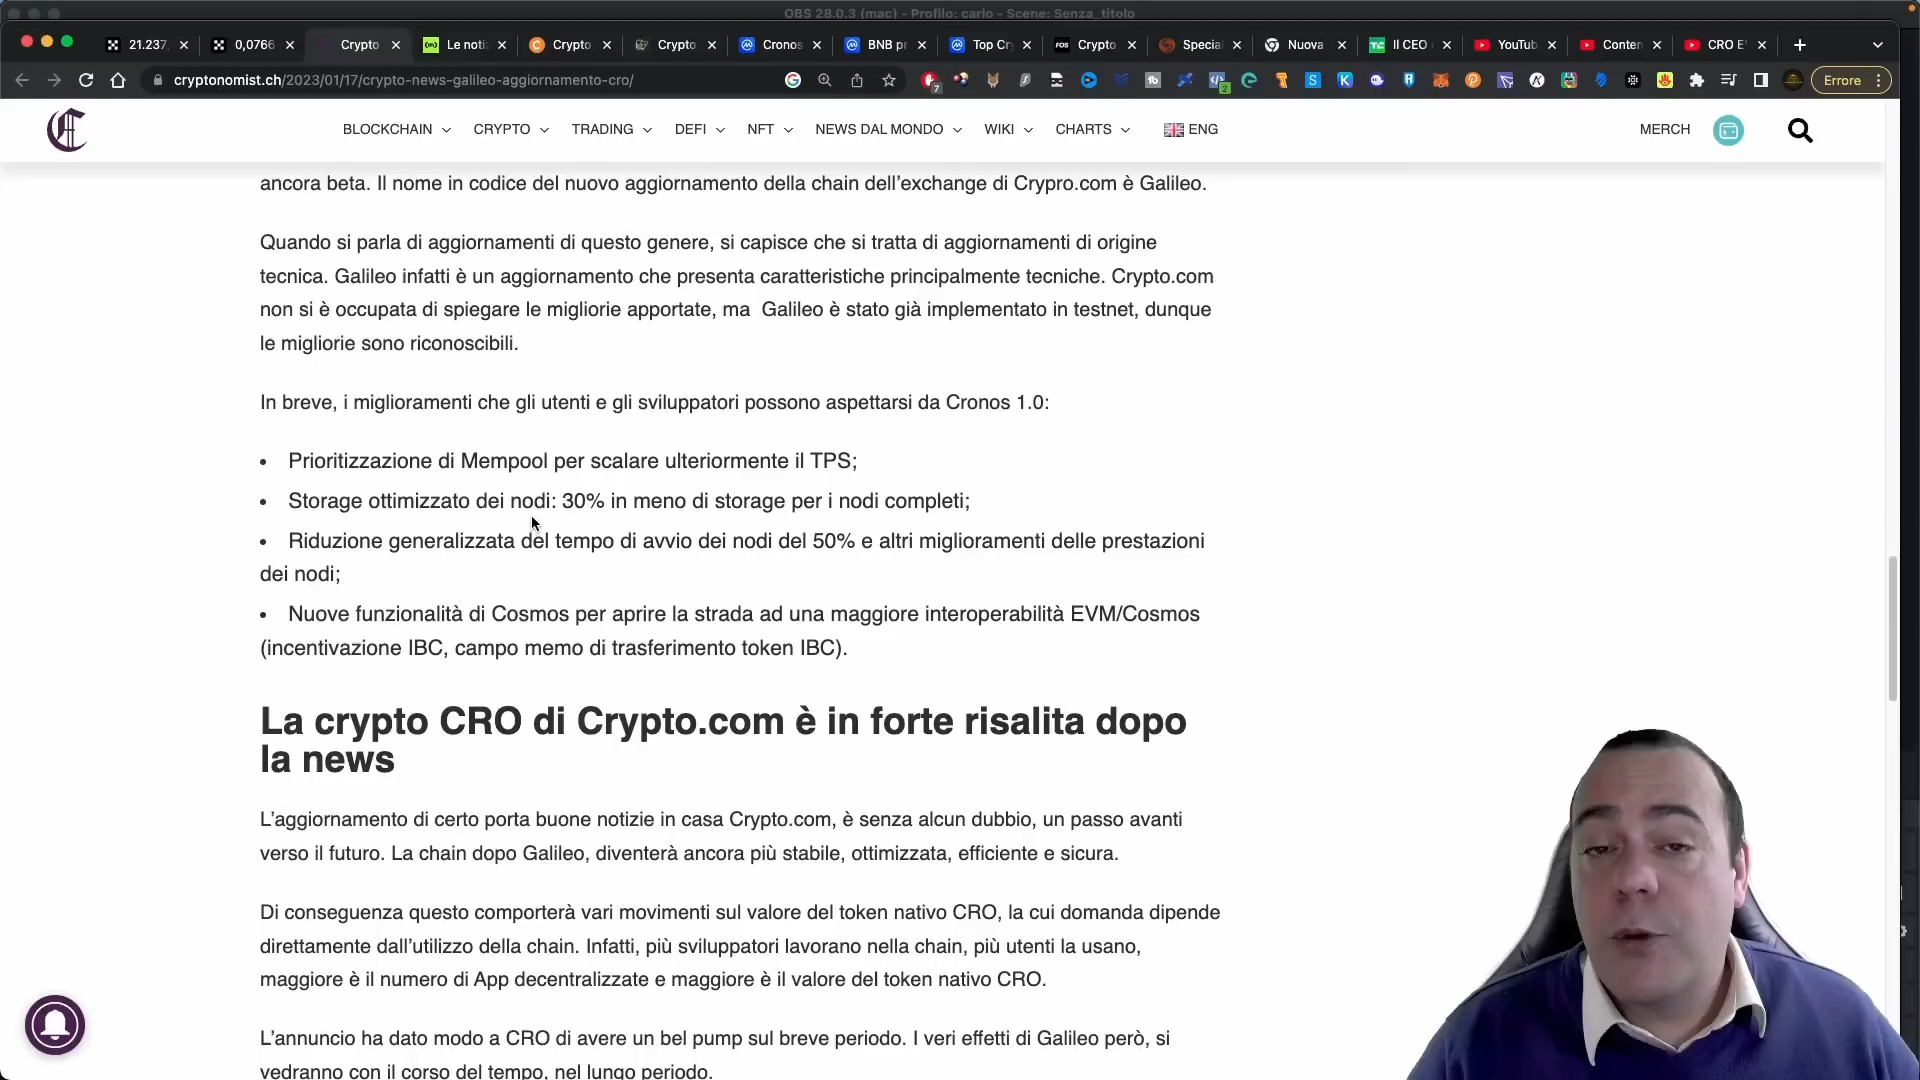 OBS 28.0.3 (mac) - Profilo: carlo - Scene: Senza_titolo
21.237,
0,0766
Crypto
Le noti
Crypto
Crypto
Cronos
BNB p
Top Cr
Crypto
Special
Nuova
Il CEO
YouTub
Conten
CRO E
cryptonomist.ch/2023/01/17/crypto-news-galileo-aggiornamento-cro/
Errore
BLOCKCHAIN CRYPTO TRADING DEFI NFT NEWS DAL MONDO WIKI CHARTS ENG MERCH
ancora beta. Il nome in codice del nuovo aggiornamento della chain dell’exchange di Crypro.com è Galileo.
Quando si parla di aggiornamenti di questo genere, si capisce che si tratta di aggiornamenti di origine
tecnica. Galileo infatti è un aggiornamento che presenta caratteristiche principalmente tecniche. Crypto.com
non si è occupata di spiegare le migliorie apportate, ma Galileo è stato già implementato in testnet, dunque
le migliorie sono riconoscibili.
In breve, i miglioramenti che gli utenti e gli sviluppatori possono aspettarsi da Cronos 1.0:
• Prioritizzazione di Mempool per scalare ulteriormente il TPS;
• Storage ottimizzato dei nodi: 30% in meno di storage per i nodi completi;
• Riduzione generalizzata del tempo di avvio dei nodi del 50% e altri miglioramenti delle prestazioni
dei nodi;
• Nuove funzionalità di Cosmos per aprire la strada ad una maggiore interoperabilità EVM/Cosmos
(incentivazione IBC, campo memo di trasferimento token IBC).
La crypto CRO di Crypto.com è in forte risalita dopo
la news
L’aggiornamento di certo porta buone notizie in casa Crypto.com, è senza alcun dubbio, un passo avanti
verso il futuro. La chain dopo Galileo, diventerà ancora più stabile, ottimizzata, efficiente e sicura.
Di conseguenza questo comporterà vari movimenti sul valore del token nativo CRO, la cui domanda dipende
direttamente dall’utilizzo della chain. Infatti, più sviluppatori lavorano nella chain, più utenti la usano,
maggiore è il numero di App decentralizzate e maggiore è il valore del token nativo CRO.
L’annuncio ha dato modo a CRO di avere un bel pump sul breve periodo. I veri effetti di Galileo però, si
vedranno con il corso del tempo, nel lungo periodo.